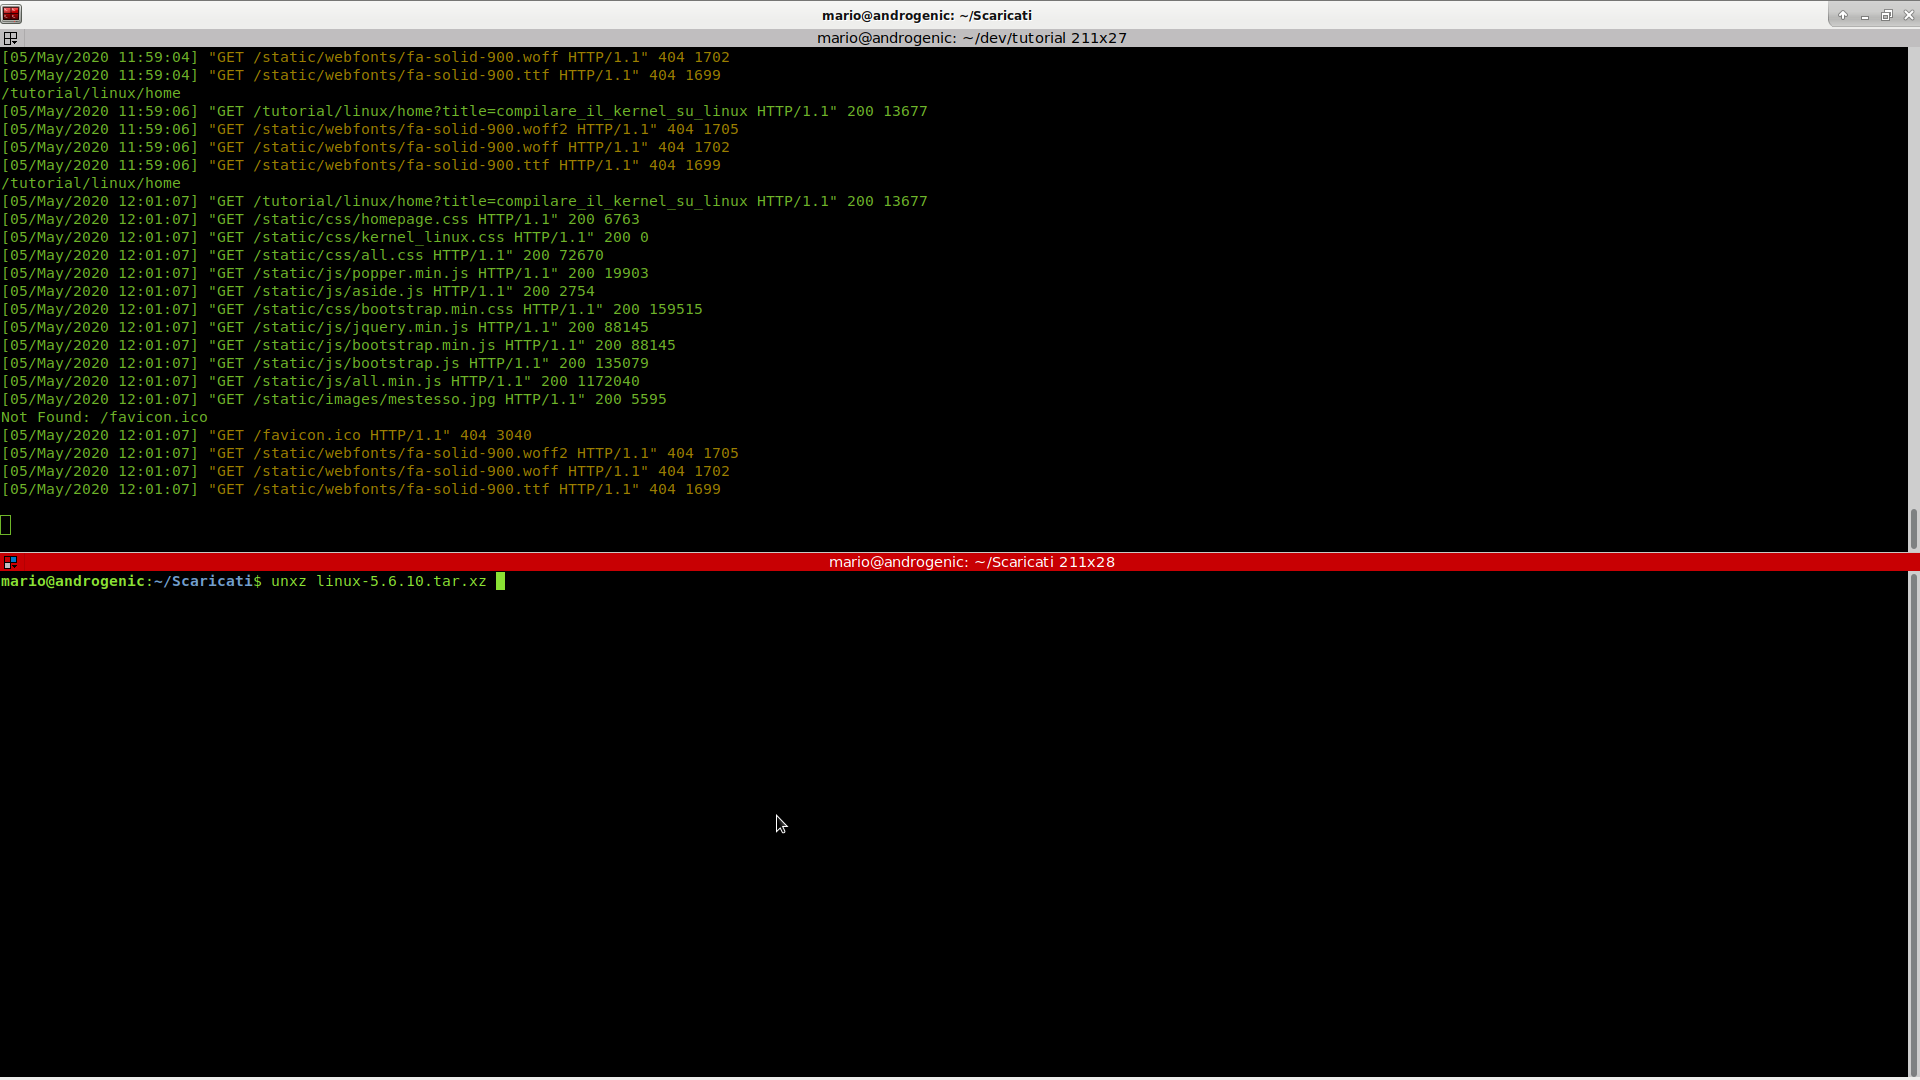 mario@androgenic: ~/Scaricati
mario@androgenic: ~/dev/tutorial 211x27
[05/May/2020 11:59:04] "GET /static/webfonts/fa-solid-900.woff HTTP/1.1" 404 1702
[05/May/2020 11:59:04] "GET /static/webfonts/fa-solid-900.ttf HTTP/1.1" 404 1699
/tutorial/linux/home
[05/May/2020 11:59:06] "GET /tutorial/linux/home?title=compilare_il_kernel_su_linux HTTP/1.1" 200 13677
[05/May/2020 11:59:06] "GET /static/webfonts/fa-solid-900.woff2 HTTP/1.1" 404 1705
[05/May/2020 11:59:06] "GET /static/webfonts/fa-solid-900.woff HTTP/1.1" 404 1702
[05/May/2020 11:59:06] "GET /static/webfonts/fa-solid-900.ttf HTTP/1.1" 404 1699
/tutorial/linux/home
[05/May/2020 12:01:07] "GET /tutorial/linux/home?title=compilare_il_kernel_su_linux HTTP/1.1" 200 13677
[05/May/2020 12:01:07] "GET /static/css/homepage.css HTTP/1.1" 200 6763
[05/May/2020 12:01:07] "GET /static/css/kernel_linux.css HTTP/1.1" 200 0
[05/May/2020 12:01:07] "GET /static/css/all.css HTTP/1.1" 200 72670
[05/May/2020 12:01:07] "GET /static/js/popper.min.js HTTP/1.1" 200 19903
[05/May/2020 12:01:07] "GET /static/js/aside.js HTTP/1.1" 200 2754
[05/May/2020 12:01:07] "GET /static/css/bootstrap.min.css HTTP/1.1" 200 159515
[05/May/2020 12:01:07] "GET /static/js/jquery.min.js HTTP/1.1" 200 88145
[05/May/2020 12:01:07] "GET /static/js/bootstrap.min.js HTTP/1.1" 200 88145
[05/May/2020 12:01:07] "GET /static/js/bootstrap.js HTTP/1.1" 200 135079
[05/May/2020 12:01:07] "GET /static/js/all.min.js HTTP/1.1" 200 1172040
[05/May/2020 12:01:07] "GET /static/images/mestesso.jpg HTTP/1.1" 200 5595
Not Found: /favicon.ico
[05/May/2020 12:01:07] "GET /favicon.ico HTTP/1.1" 404 3040
[05/May/2020 12:01:07] "GET /static/webfonts/fa-solid-900.woff2 HTTP/1.1" 404 1705
[05/May/2020 12:01:07] "GET /static/webfonts/fa-solid-900.woff HTTP/1.1" 404 1702
[05/May/2020 12:01:07] "GET /static/webfonts/fa-solid-900.ttf HTTP/1.1" 404 1699
mario@androgenic: ~/Scaricati 211x28
mario@androgenic:~/Scaricati$ unxz linux-5.6.10.tar.xz